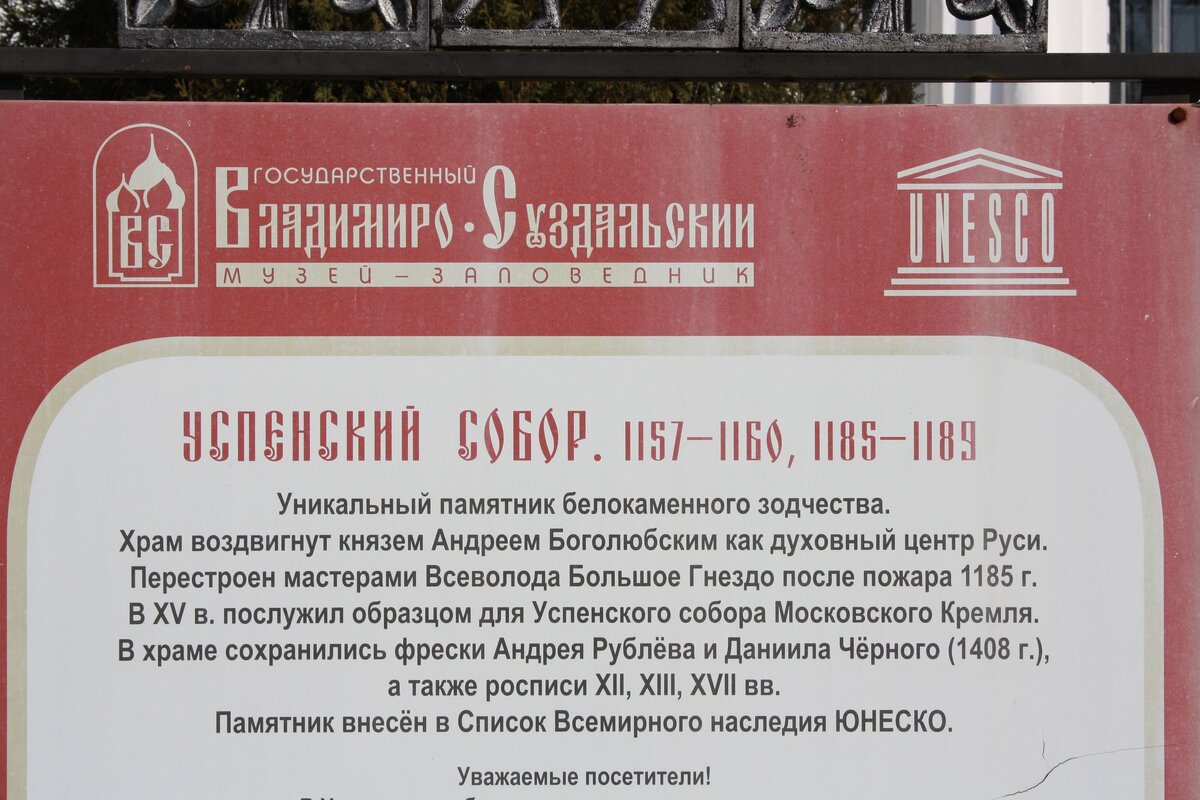 ВС
ГОСУДАРСТВЕННЫЙ
ВЛАДИМИРО·СУЗДАЛЬСКИЙ
МУЗЕЙ–ЗАПОВЕДНИК
UNESCO
УСПЕНСКИЙ СОБОР. 1157–1160, 1185–1189
Уникальный памятник белокаменного зодчества.
Храм воздвигнут князем Андреем Боголюбским как духовный центр Руси.
Перестроен мастерами Всеволода Большое Гнездо после пожара 1185 г.
В XV в. послужил образцом для Успенского собора Московского Кремля.
В храме сохранились фрески Андрея Рублёва и Даниила Чёрного (1408 г.),
а также росписи XII, XIII, XVII вв.
Памятник внесён в Список Всемирного наследия ЮНЕСКО.
Уважаемые посетители!